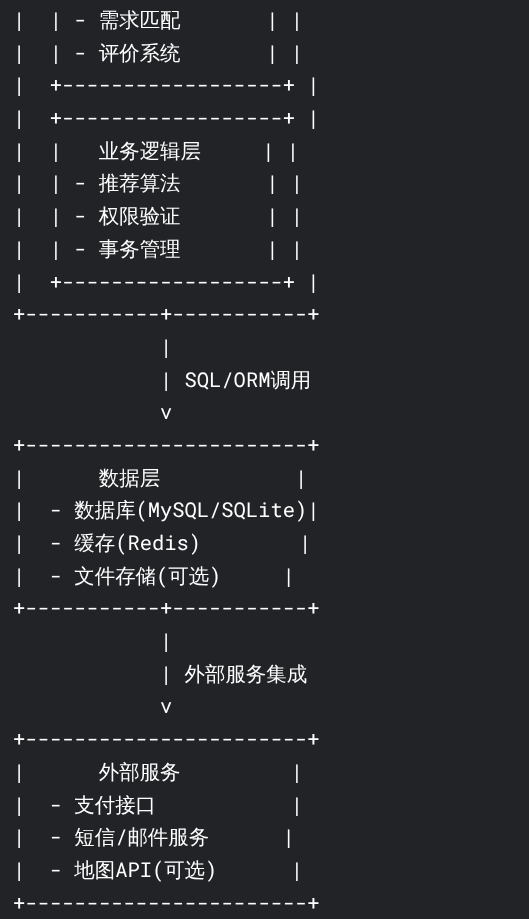 |  | - 需求匹配       | |
|  | - 评价系统       | |
|  +------------------+ |
|  +------------------+ |
|  |   业务逻辑层     | |
|  | - 推荐算法       | |
|  | - 权限验证       | |
|  | - 事务管理       | |
|  +------------------+ |
+-----------+-----------+
            |
            | SQL/ORM调用
            v
+-----------------------+
|      数据层           |
|  - 数据库(MySQL/SQLite)|
|  - 缓存(Redis)        |
|  - 文件存储(可选)     |
+-----------+-----------+
            |
            | 外部服务集成
            v
+-----------------------+
|      外部服务         |
|  - 支付接口           |
|  - 短信/邮件服务      |
|  - 地图API(可选)      |
+-----------------------+